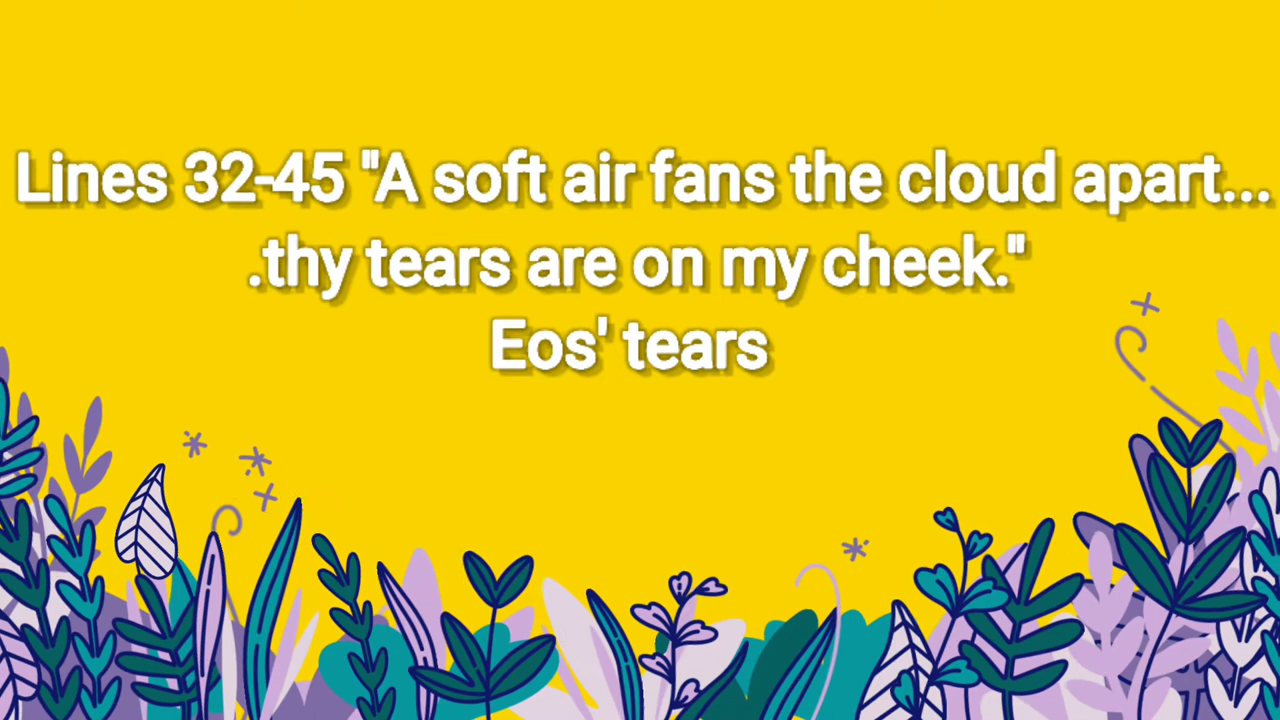 Lines 32-45 "A soft air fans the cloud apart...
.thy tears are on my cheek."
Eos' tears